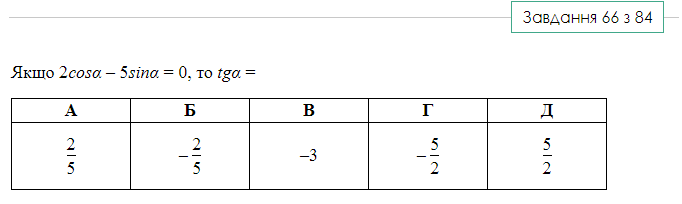 Завдання 66 з 84
Якщо 2cosα – 5sinα = 0, то tgα =
А Б В Г Д
2/5 –2/5 –3 –5/2 5/2